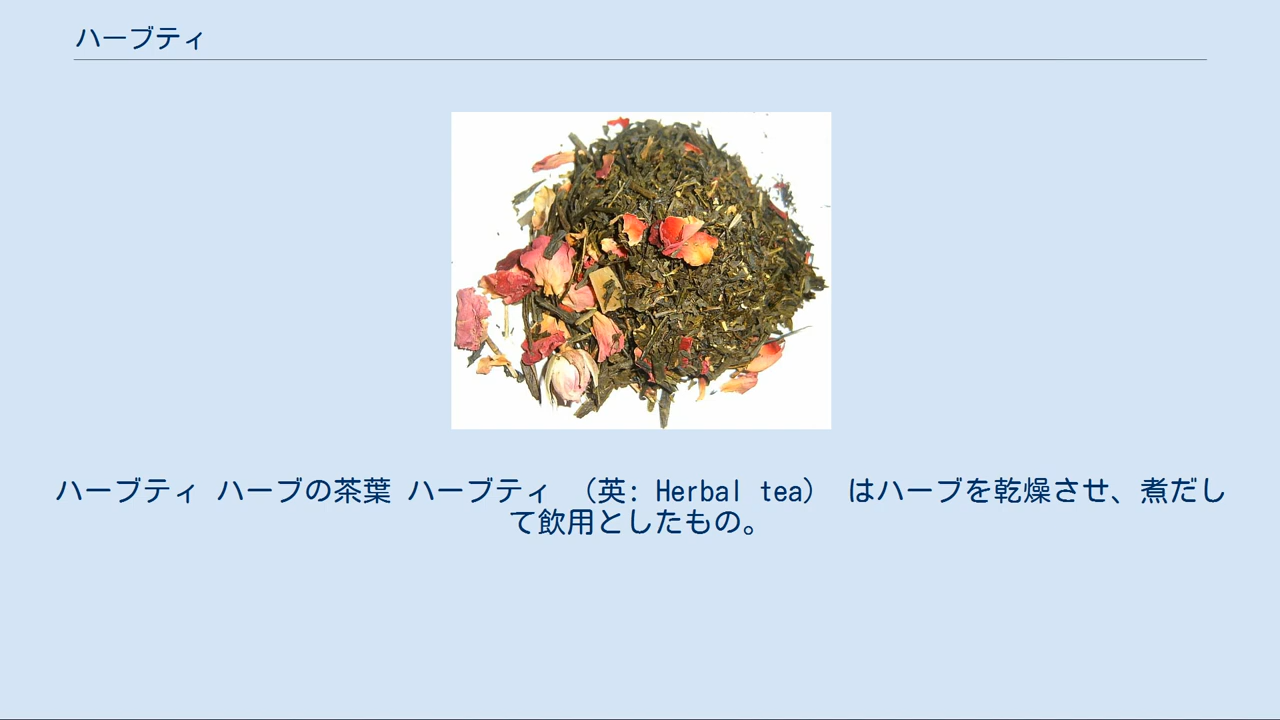 ハーブティ
ハーブティ ハーブの茶葉 ハーブティ （英: Herbal tea） はハーブを乾燥させ、煮だし
て飲用としたもの。